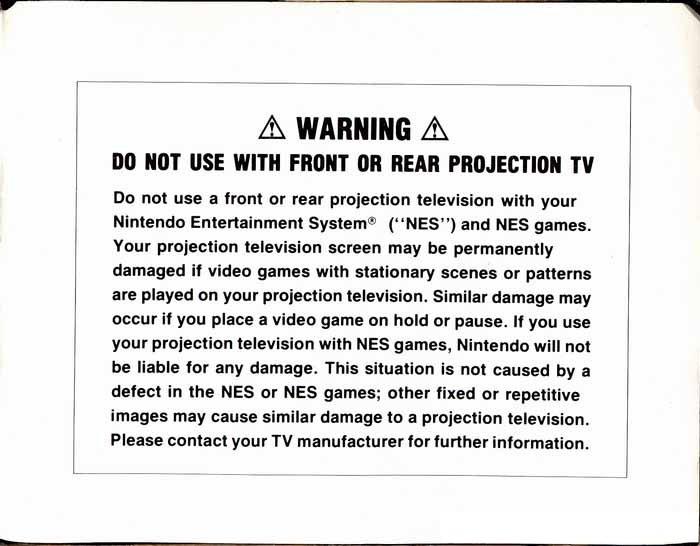 ⚠ WARNING ⚠
DO NOT USE WITH FRONT OR REAR PROJECTION TV
Do not use a front or rear projection television with your
Nintendo Entertainment System® (‘‘NES’’) and NES games.
Your projection television screen may be permanently
damaged if video games with stationary scenes or patterns
are played on your projection television. Similar damage may
occur if you place a video game on hold or pause. If you use
your projection television with NES games, Nintendo will not
be liable for any damage. This situation is not caused by a
defect in the NES or NES games; other fixed or repetitive
images may cause similar damage to a projection television.
Please contact your TV manufacturer for further information.